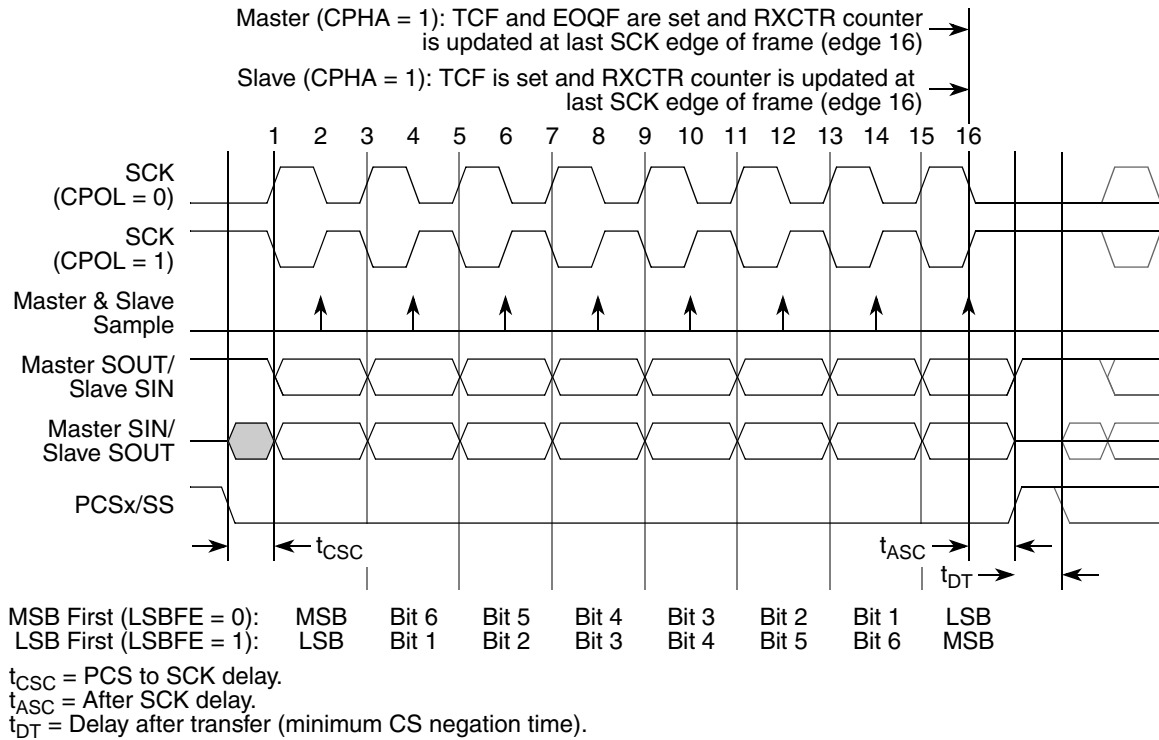 Master (CPHA = 1): TCF and EOQF are set and RXCTR counter
is updated at last SCK edge of frame (edge 16)
Slave (CPHA = 1): TCF is set and RXCTR counter is updated at
last SCK edge of frame (edge 16)
1 2 3 4 5 6 7 8 9 10 11 12 13 14 15 16
SCK
(CPOL = 0)
SCK
(CPOL = 1)
Master & Slave
Sample
Master SOUT/
Slave SIN
Master SIN/
Slave SOUT
PCSx/SS
tCSC
tASC
tDT
MSB First (LSBFE = 0): MSB Bit 6 Bit 5 Bit 4 Bit 3 Bit 2 Bit 1 LSB
LSB First (LSBFE = 1): LSB Bit 1 Bit 2 Bit 3 Bit 4 Bit 5 Bit 6 MSB
tCSC = PCS to SCK delay.
tASC = After SCK delay.
tDT = Delay after transfer (minimum CS negation time).